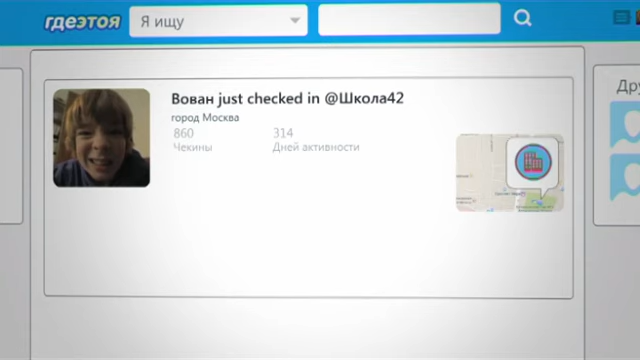 гдеэтоя
Я ищу
Вован just checked in @Школа42
город Москва
860
314
Чекины
Дней активности
Дру